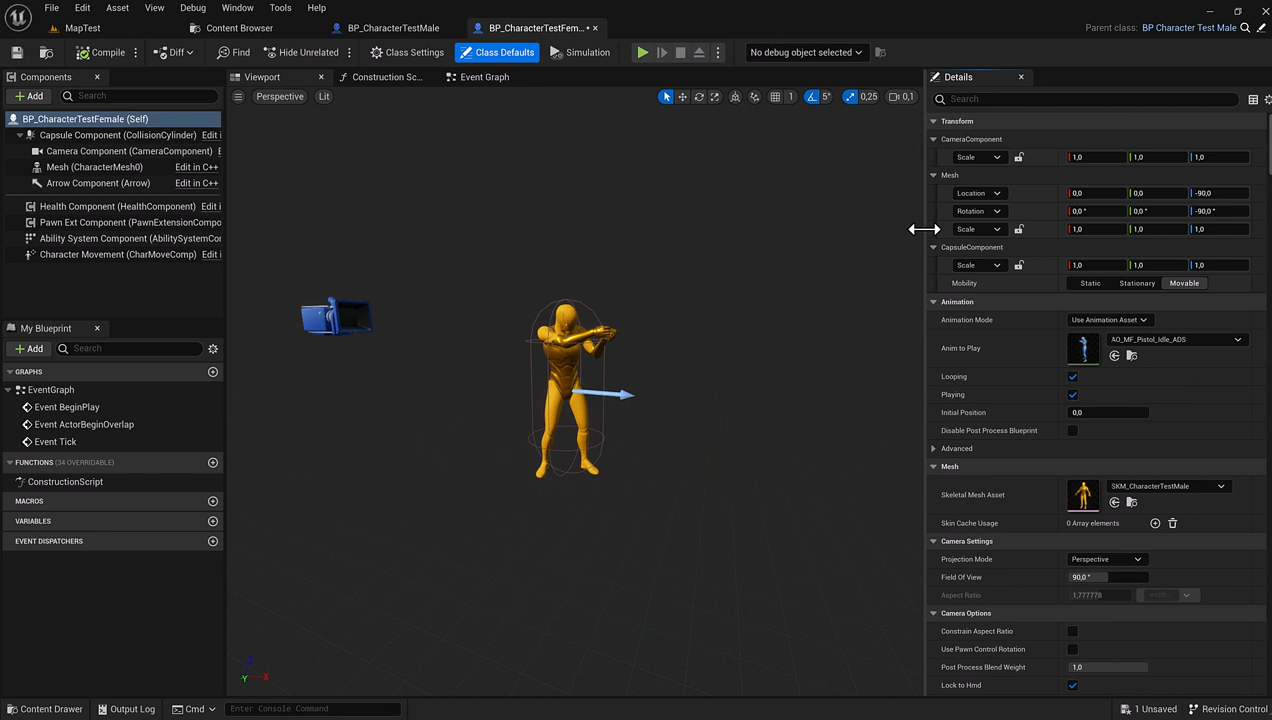 File Edit Asset View Debug Window Tools Help
MapTest Content Browser BP_CharacterTestMale BP_CharacterTestFem... • × Parent class: BP Character Test Male
Compile Diff Find Hide Unrelated Class Settings Class Defaults Simulation No debug object selected
Components × Viewport × Construction Sc... Event Graph Details ×
+ Add Search Perspective Lit 1 5° 0,25 0,1 Search
BP_CharacterTestFemale (Self)
Capsule Component (CollisionCylinder) Edit i
Camera Component (CameraComponent) E
Mesh (CharacterMesh0) Edit in C++
Arrow Component (Arrow) Edit in C++
Health Component (HealthComponent) Edit i
Pawn Ext Component (PawnExtensionCompo
Ability System Component (AbilitySystemCor
Character Movement (CharMoveComp) Edit i
My Blueprint ×
+ Add Search
GRAPHS
EventGraph
Event BeginPlay
Event ActorBeginOverlap
Event Tick
FUNCTIONS (34 OVERRIDABLE)
ConstructionScript
MACROS
VARIABLES
EVENT DISPATCHERS
Z
Y X
Transform
CameraComponent
Scale 1,0 1,0 1,0
Mesh
Location 0,0 0,0 -90,0
Rotation 0,0 ° 0,0 ° -90,0 °
Scale 1,0 1,0 1,0
CapsuleComponent
Scale 1,0 1,0 1,0
Mobility Static Stationary Movable
Animation
Animation Mode Use Animation Asset
Anim to Play AO_MF_Pistol_Idle_ADS
Looping
Playing
Initial Position 0,0
Disable Post Process Blueprint
Advanced
Mesh
Skeletal Mesh Asset SKM_CharacterTestMale
Skin Cache Usage 0 Array elements
Camera Settings
Projection Mode Perspective
Field Of View 90,0 °
Aspect Ratio 1,777778
Camera Options
Constrain Aspect Ratio
Use Pawn Control Rotation
Post Process Blend Weight 1,0
Lock to Hmd
Content Drawer Output Log Cmd Enter Console Command 1 Unsaved Revision Control